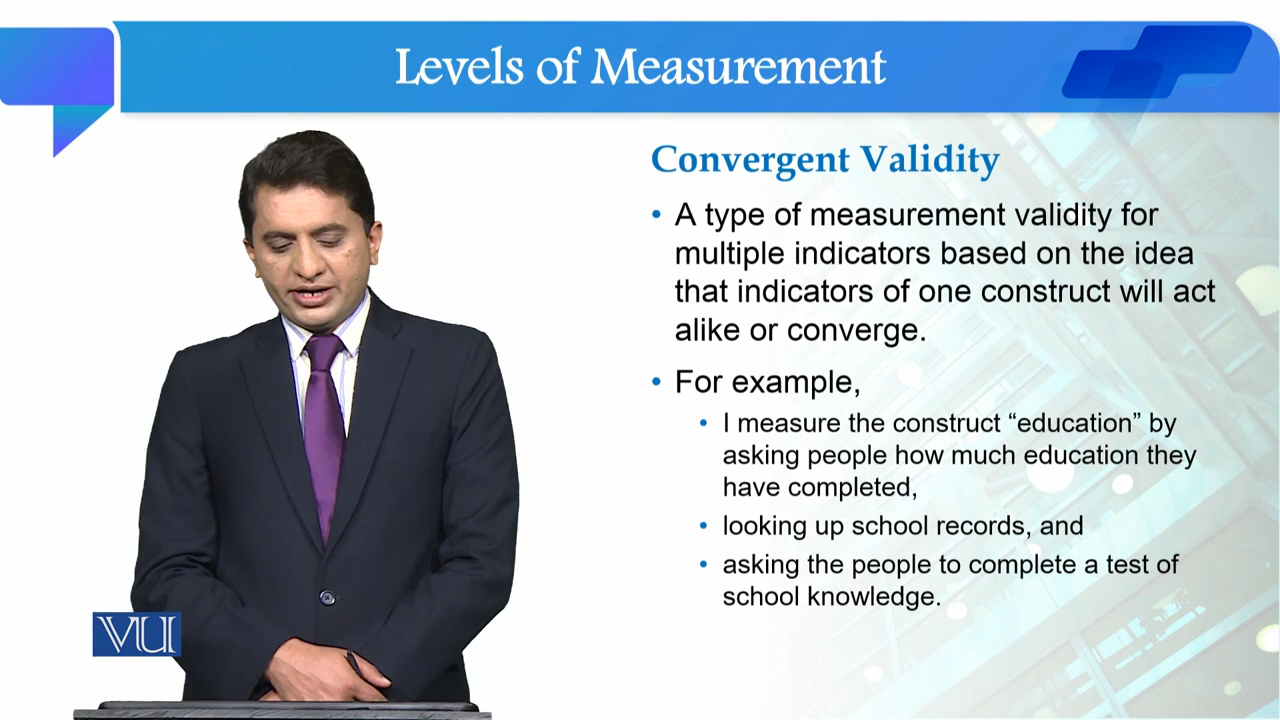 Levels of Measurement
Convergent Validity
• A type of measurement validity for
multiple indicators based on the idea
that indicators of one construct will act
alike or converge.
• For example,
• I measure the construct “education” by
asking people how much education they
have completed,
• looking up school records, and
• asking the people to complete a test of
school knowledge.
VU